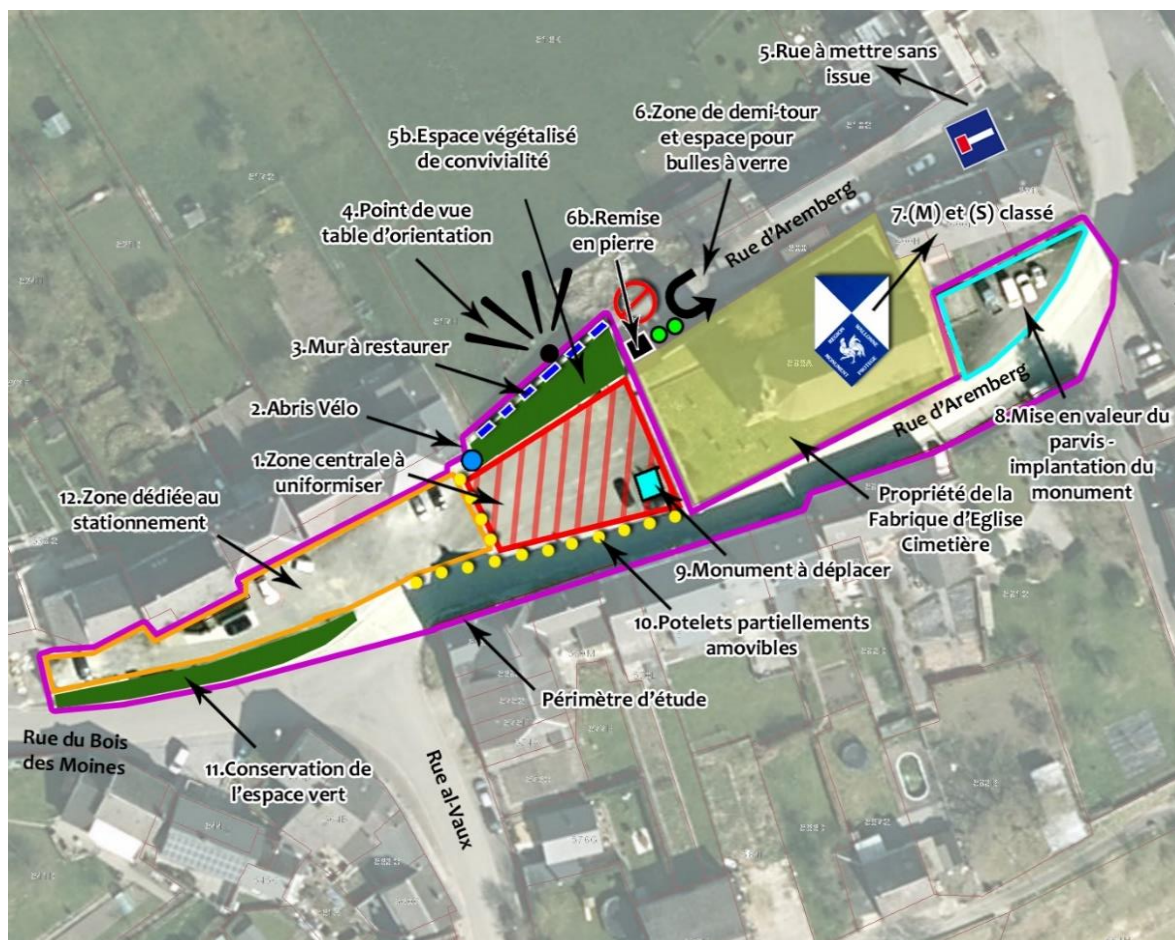 5.Rue à mettre sans
issue
6.Zone de demi-tour
et espace pour
bulles à verre
5b.Espace végétalisé
de convivialité
4.Point de vue
table d'orientation
6b.Remise
en pierre
Rue d'Aremberg
7.(M) et (S) classé
3.Mur à restaurer
2.Abris Vélo
1.Zone centrale à
uniformiser
12.Zone dédiée au
stationnement
REGION
WALLONNE
Rue d'Aremberg
8.Mise en valeur du
parvis -
implantation du
monument
Propriété de la
Fabrique d'Eglise
Cimetière
9.Monument à déplacer
10.Potelets partiellements
amovibles
Périmètre d'étude
Rue du Bois
des Moines
11.Conservation de
l'espace vert
Rue al-Vaux